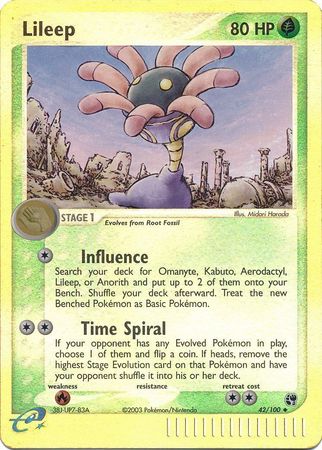 Lileep 80 HP
Illus. Midori Harada
STAGE 1
Evolves from Root Fossil
Influence
Search your deck for Omanyte, Kabuto, Aerodactyl,
Lileep, or Anorith and put up to 2 of them onto your
Bench. Shuffle your deck afterward. Treat the new
Benched Pokémon as Basic Pokémon.
Time Spiral
If your opponent has any Evolved Pokémon in play,
choose 1 of them and flip a coin. If heads, remove the
highest Stage Evolution card on that Pokémon and have
your opponent shuffle it into his or her deck.
weakness resistance retreat cost
38J-UP7-B3A ©2003 Pokémon/Nintendo 42/100
e